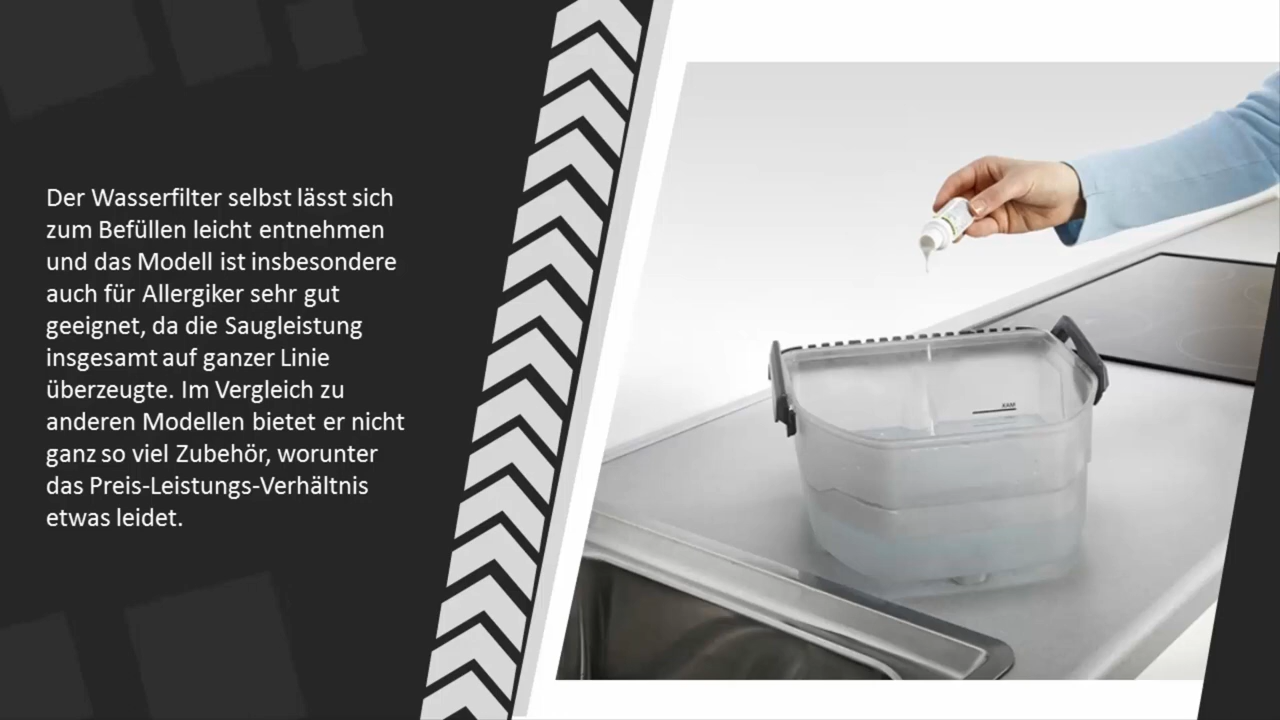 Der Wasserfilter selbst lässt sich
zum Befüllen leicht entnehmen
und das Modell ist insbesondere
auch für Allergiker sehr gut
geeignet, da die Saugleistung
insgesamt auf ganzer Linie
überzeugte. Im Vergleich zu
anderen Modellen bietet er nicht
ganz so viel Zubehör, worunter
das Preis-Leistungs-Verhältnis
etwas leidet.